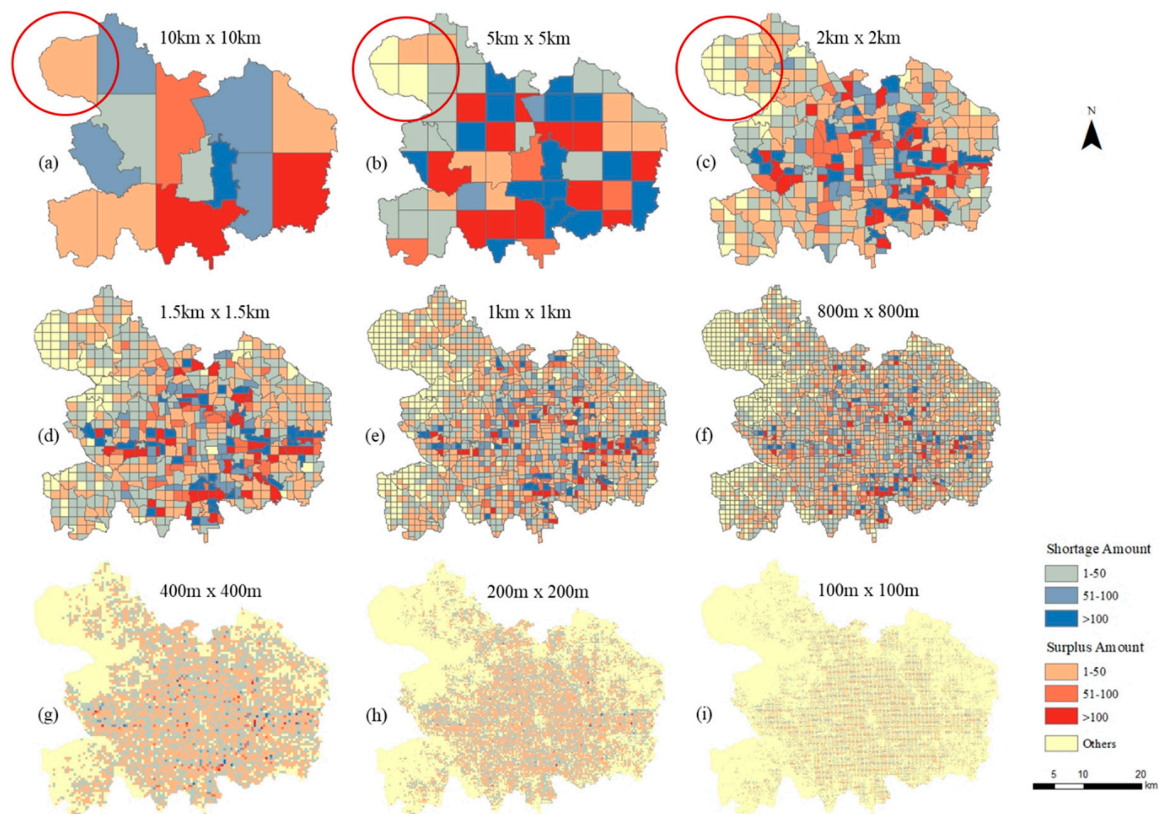 10km x 10km
5km x 5km
2km x 2km
N
(a)
(b)
(c)
1.5km x 1.5km
1km x 1km
800m x 800m
(d)
(e)
(f)
400m x 400m
200m x 200m
100m x 100m
(g)
(h)
(i)
Shortage Amount
1-50
51-100
>100
Surplus Amount
1-50
51-100
>100
Others
5 10 20
km